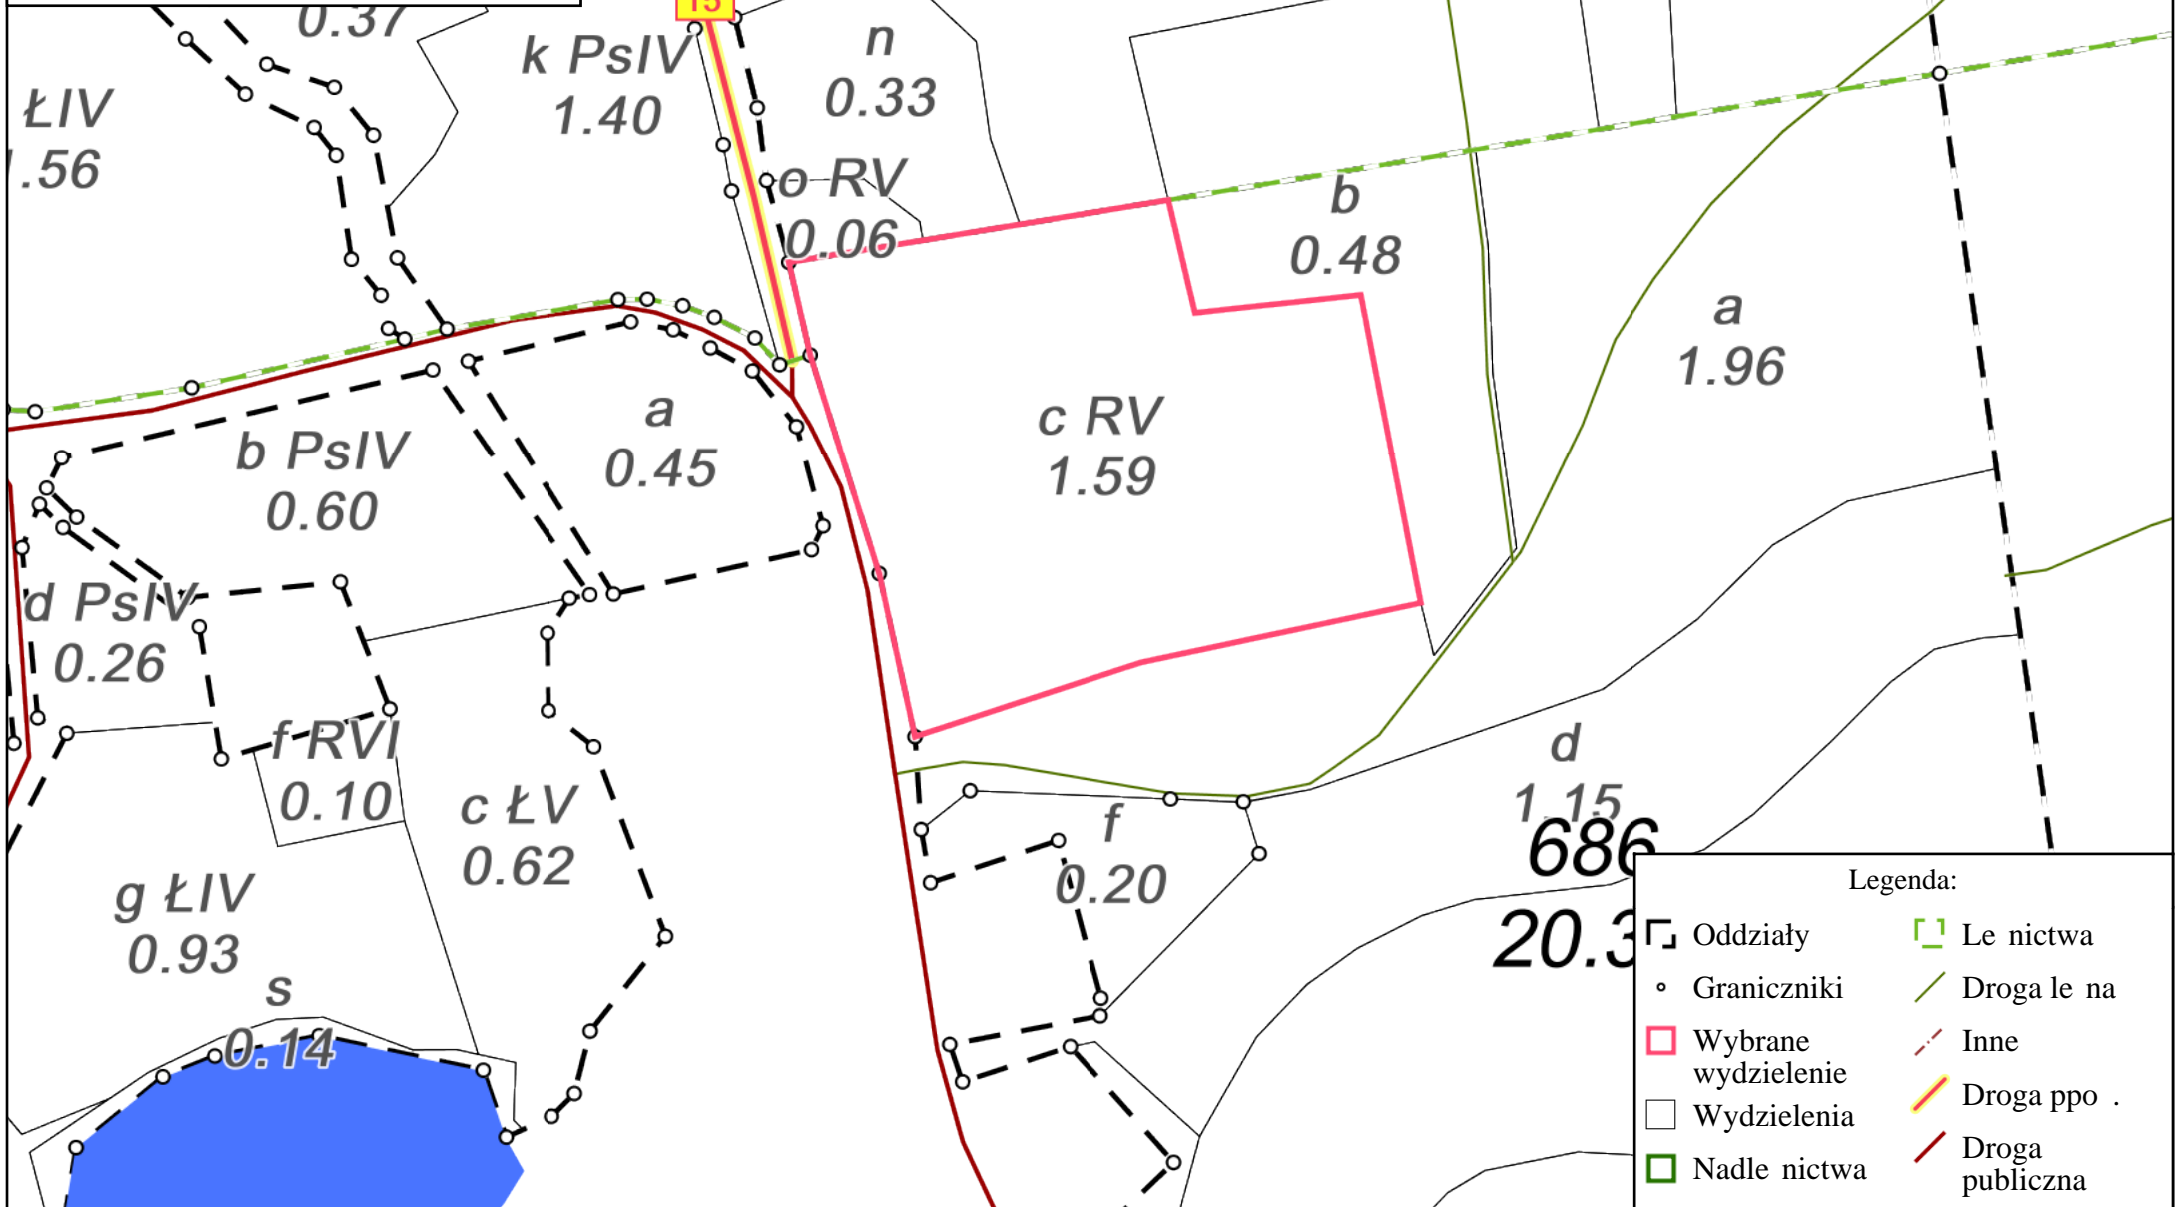 15
0.37
k PsIV
1.40
n
0.33
ŁIV
.56
o RV
0.06
b
0.48
a
1.96
c RV
1.59
a
0.45
b PsIV
0.60
d PsIV
0.26
f RVI
0.10
c ŁV
0.62
g ŁIV
0.93
s
0.14
f
0.20
d
1.15
686
20.3
Legenda:
Oddziały
Graniczniki
Wybrane
wydzielenie
Wydzielenia
Nadle nictwa
Le nictwa
Droga le na
Inne
Droga ppo .
Droga
publiczna